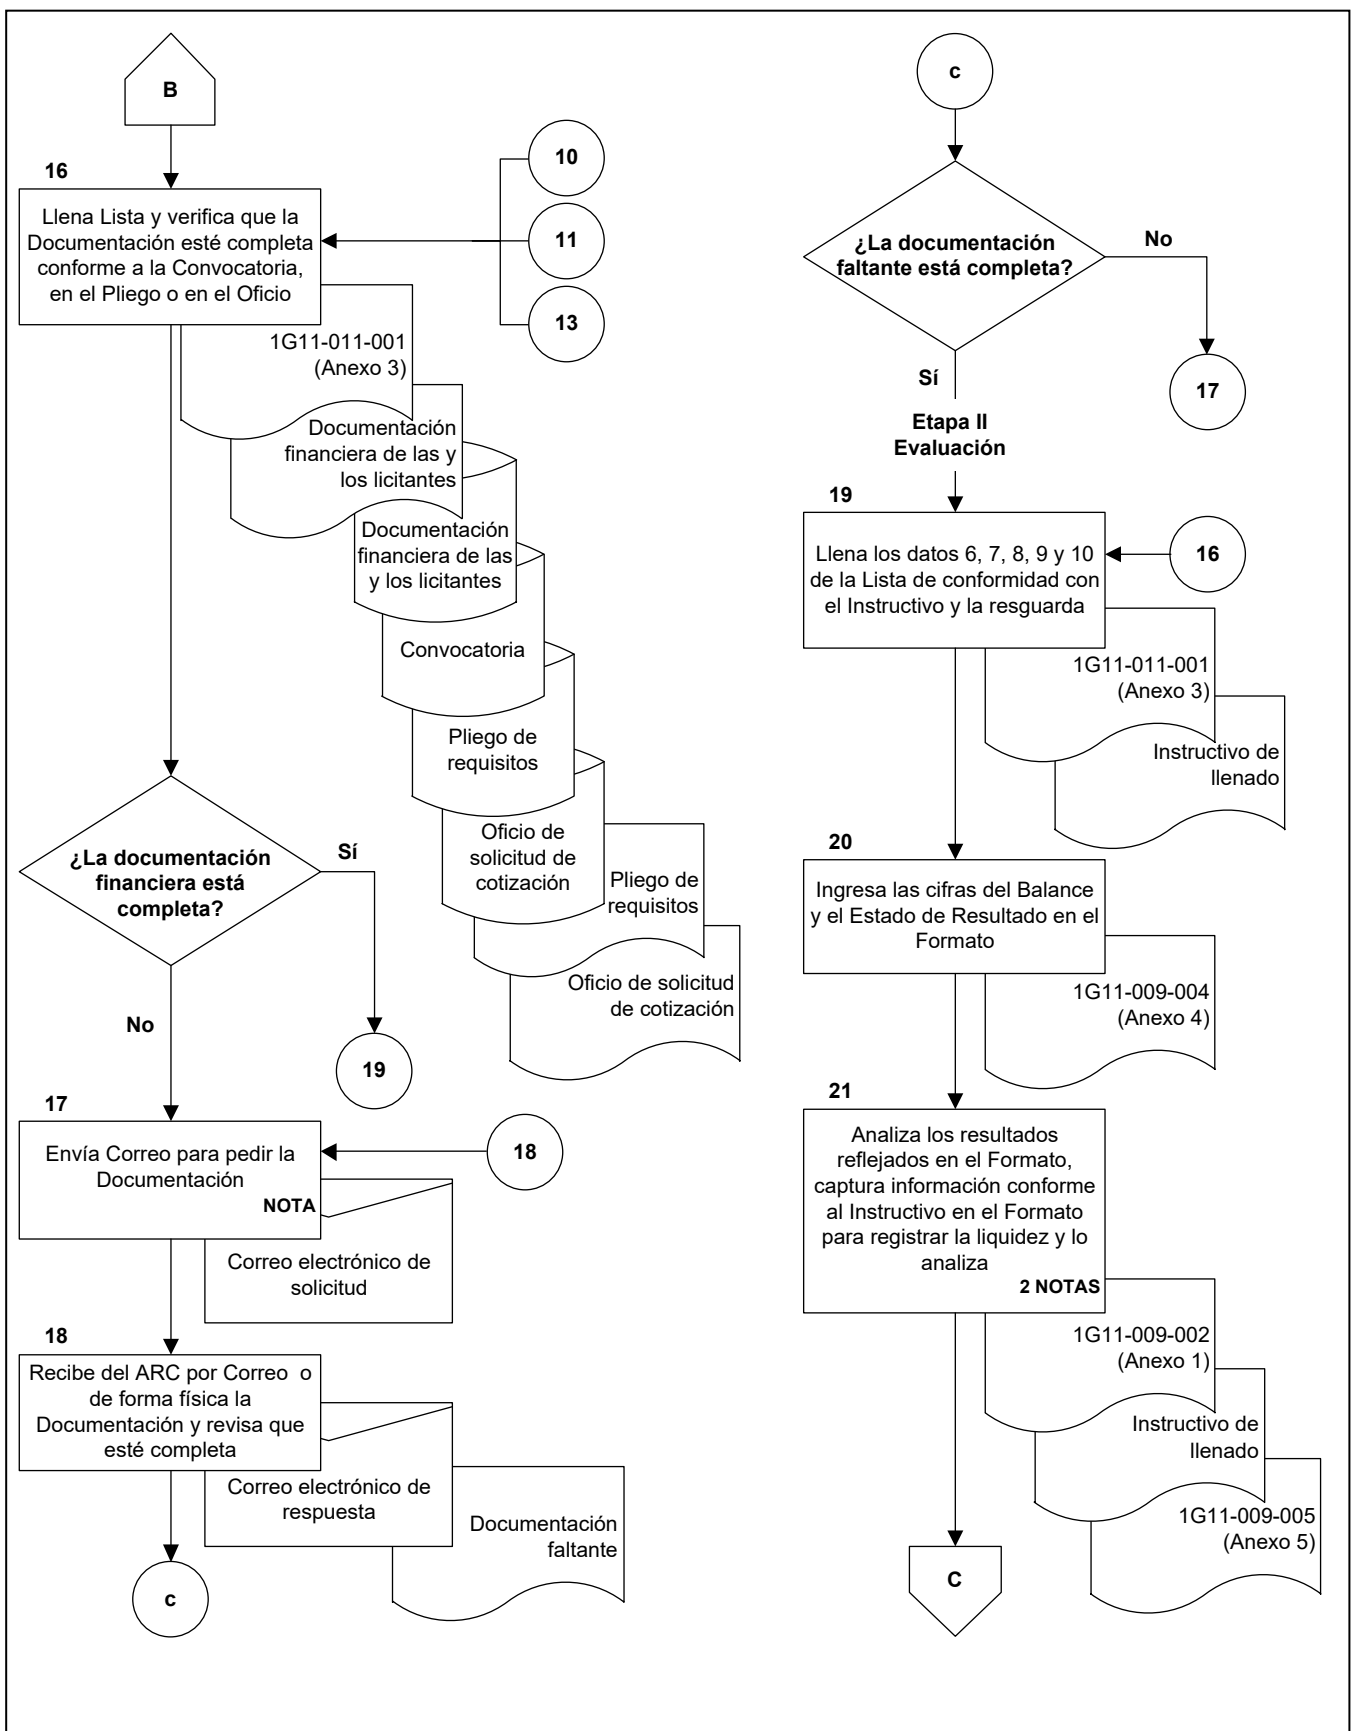 B
16
Llena Lista y verifica que la
Documentación esté completa
conforme a la Convocatoria,
en el Pliego o en el Oficio
10
11
13
1G11-011-001
(Anexo 3)
Documentación
financiera de las y
los licitantes
Documentación
financiera de las
y los licitantes
Convocatoria
Pliego de
requisitos
Oficio de
solicitud de
cotización
Pliego de
requisitos
Oficio de solicitud
de cotización
¿La documentación
financiera está
completa?
Sí
19
No
17
Envía Correo para pedir la
Documentación
NOTA
18
Correo electrónico de
solicitud
18
Recibe del ARC por Correo o
de forma física la
Documentación y revisa que
esté completa
Correo electrónico de
respuesta
Documentación
faltante
c
c
¿La documentación
faltante está completa?
No
17
Sí
Etapa II
Evaluación
19
Llena los datos 6, 7, 8, 9 y 10
de la Lista de conformidad con
el Instructivo y la resguarda
16
1G11-011-001
(Anexo 3)
Instructivo de
llenado
20
Ingresa las cifras del Balance
y el Estado de Resultado en el
Formato
1G11-009-004
(Anexo 4)
21
Analiza los resultados
reflejados en el Formato,
captura información conforme
al Instructivo en el Formato
para registrar la liquidez y lo
analiza
2 NOTAS
1G11-009-002
(Anexo 1)
Instructivo de
llenado
1G11-009-005
(Anexo 5)
C